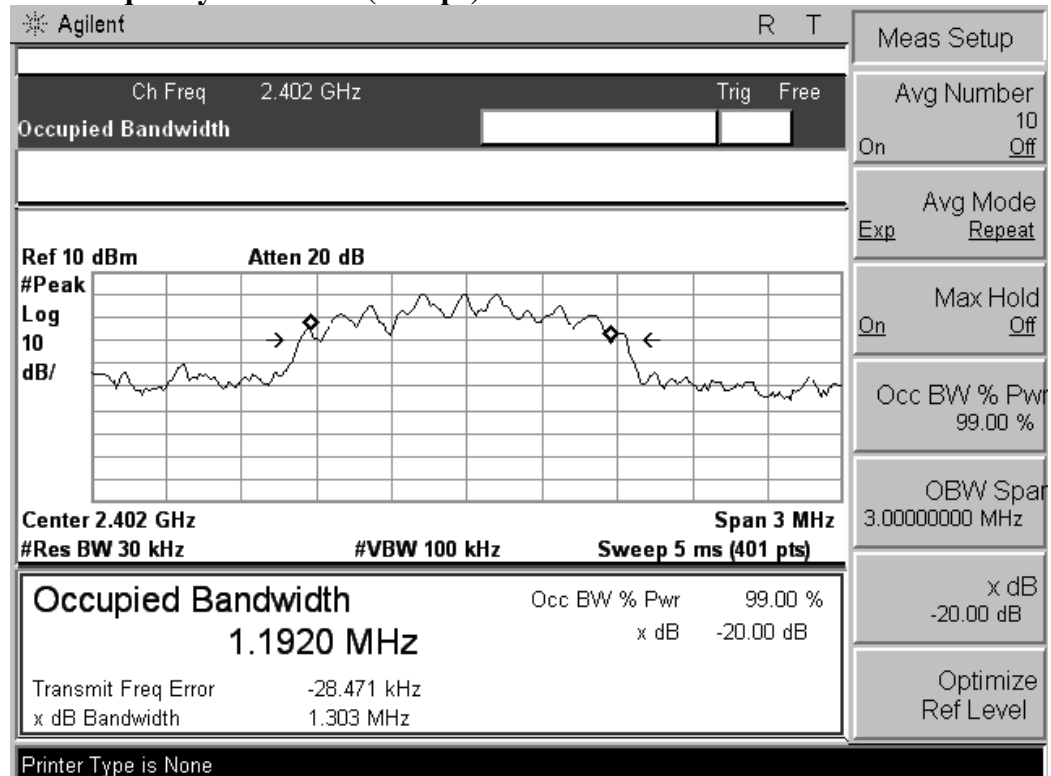 Agilent R T
Ch Freq 2.402 GHz Trig Free
Occupied Bandwidth
Ref 10 dBm Atten 20 dB
#Peak
Log
10
dB/
Center 2.402 GHz Span 3 MHz
#Res BW 30 kHz #VBW 100 kHz Sweep 5 ms (401 pts)
Occupied Bandwidth Occ BW % Pwr 99.00 %
1.1920 MHz x dB -20.00 dB
Transmit Freq Error -28.471 kHz
x dB Bandwidth 1.303 MHz
Printer Type is None
Meas Setup
Avg Number
10
On Off
Avg Mode
Exp Repeat
Max Hold
On Off
Occ BW % Pwr
99.00 %
OBW Span
3.00000000 MHz
x dB
-20.00 dB
Optimize
Ref Level